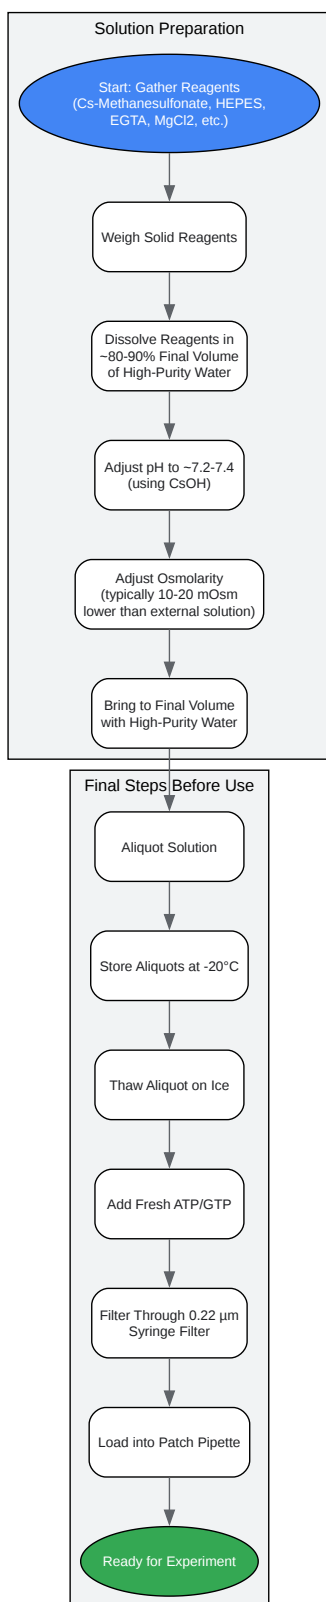 Solution Preparation
Start: Gather Reagents
(Cs-Methanesulfonate, HEPES,
EGTA, MgCl2, etc.)
Weigh Solid Reagents
Dissolve Reagents in
~80-90% Final Volume
of High-Purity Water
Adjust pH to ~7.2-7.4
(using CsOH)
Adjust Osmolarity
(typically 10-20 mOsm
lower than external solution)
Bring to Final Volume
with High-Purity Water
Final Steps Before Use
Aliquot Solution
Store Aliquots at -20°C
Thaw Aliquot on Ice
Add Fresh ATP/GTP
Filter Through 0.22 µm
Syringe Filter
Load into Patch Pipette
Ready for Experiment